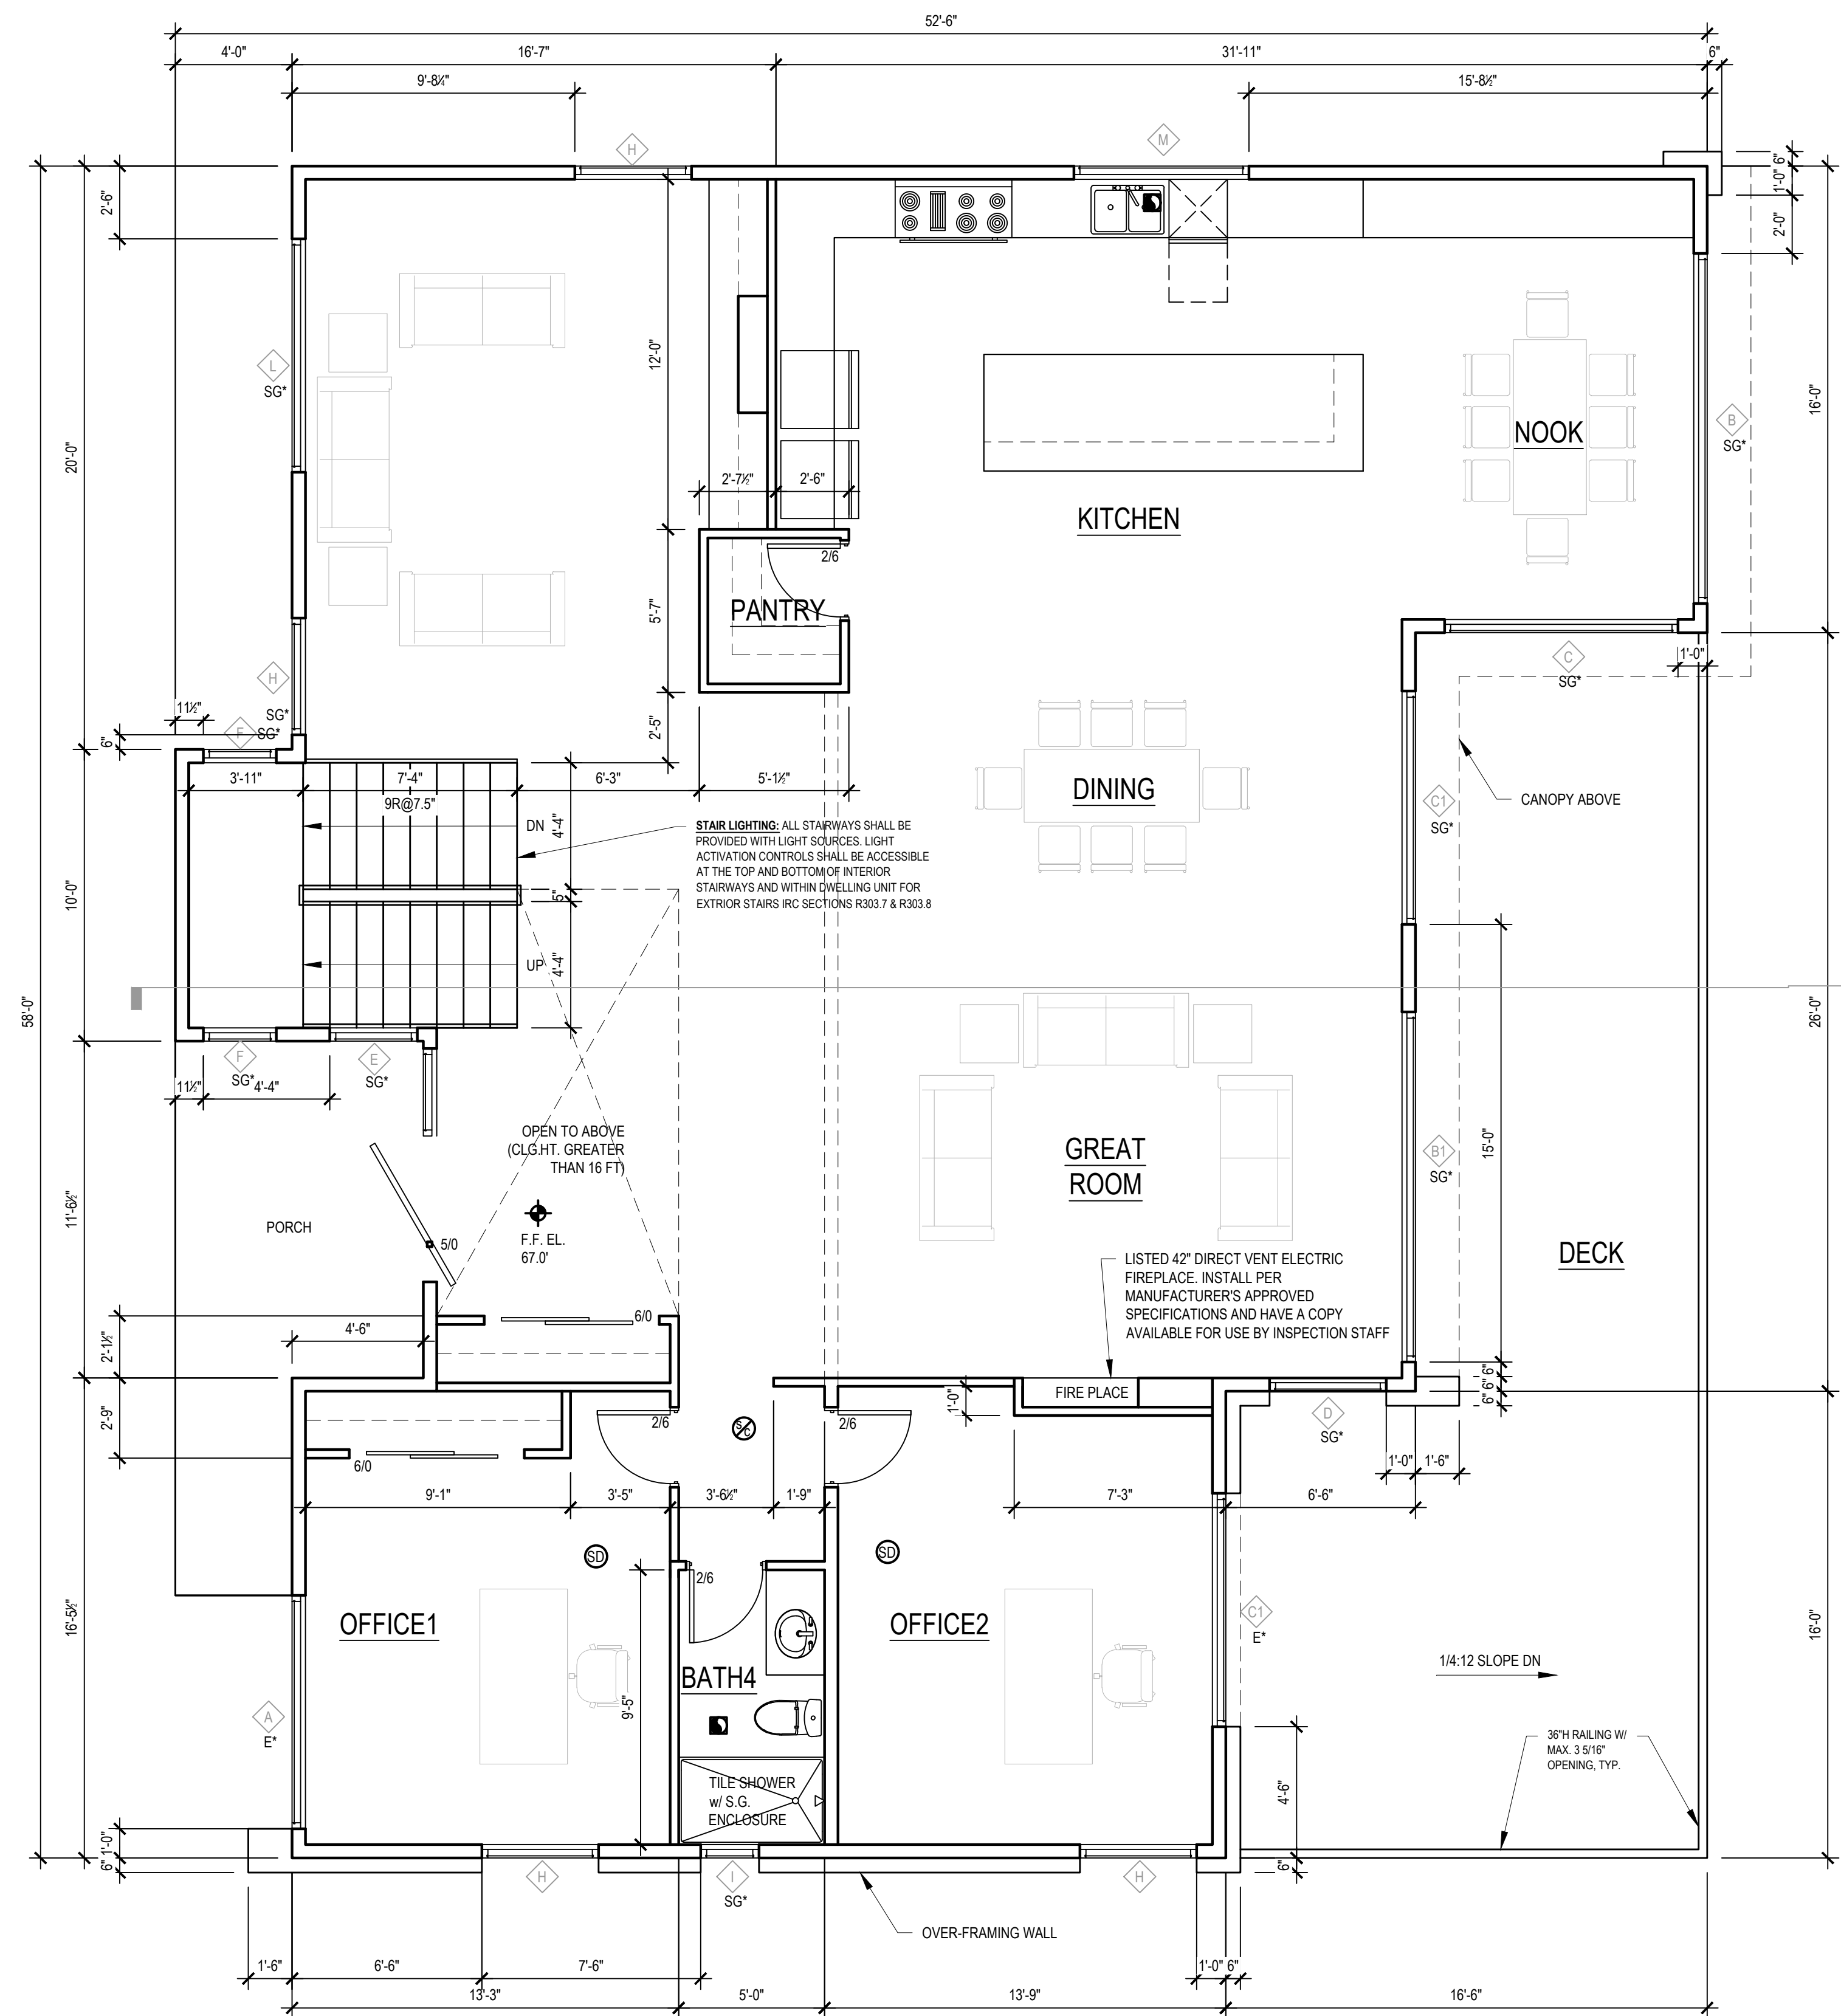 52'-6"
4'-0"
16'-7"
31'-11"
6"
9'-8¼"
15'-8½"
H
M
6"
1'-0"
2'-0"
2'-6"
12'-0"
L
SG*
NOOK
B
SG*
16'-0"
20'-0"
2'-7½"
2'-6"
KITCHEN
2/6
PANTRY
5'-7"
H
SG*
C
SG*
1'-0"
11½"
F
SG*
6"
2'-5"
3'-11"
7'-4"
6'-3"
5'-1½"
9R@7.5"
DINING
C1
SG*
CANOPY ABOVE
DN
4'-4"
STAIR LIGHTING: ALL STAIRWAYS SHALL BE
PROVIDED WITH LIGHT SOURCES. LIGHT
ACTIVATION CONTROLS SHALL BE ACCESSIBLE
AT THE TOP AND BOTTOM OF INTERIOR
STAIRWAYS AND WITHIN DWELLING UNIT FOR
EXTRIOR STAIRS IRC SECTIONS R303.7 & R303.8
10'-0"
5"
UP
4'-4"
58'-0"
26'-0"
F
SG*
E
SG*
11½"
4'-4"
OPEN TO ABOVE
(CLG.HT. GREATER
THAN 16 FT)
GREAT
ROOM
B1
SG*
15'-0"
11'-6½"
PORCH
5/0
F.F. EL.
67.0'
DECK
LISTED 42" DIRECT VENT ELECTRIC
FIREPLACE. INSTALL PER
MANUFACTURER'S APPROVED
SPECIFICATIONS AND HAVE A COPY
AVAILABLE FOR USE BY INSPECTION STAFF
6/0
4'-6"
2'-1½"
FIRE PLACE
1'-0"
6"
6"
6"
6"
2'-9"
2/6
S/C
2/6
D
SG*
6/0
1'-0"
1'-6"
9'-1"
3'-5"
3'-6½"
1'-9"
7'-3"
6'-6"
SD
SD
2/6
16'-5½"
16'-0"
OFFICE1
OFFICE2
C1
E*
BATH4
9'-5"
1/4:12 SLOPE DN
A
E*
36"H RAILING W/
MAX. 3 5/16"
OPENING, TYP.
TILE SHOWER
w/ S.G.
ENCLOSURE
4'-6"
1'-0"
6"
6"
H
I
SG*
H
OVER-FRAMING WALL
1'-6"
6'-6"
7'-6"
1'-0"
6"
13'-3"
5'-0"
13'-9"
16'-6"